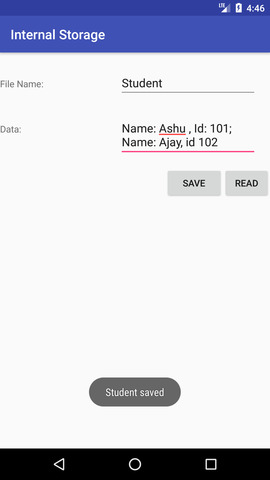 LTE 4:46
Internal Storage
File Name: Student
Data: Name: Ashu , Id: 101;
Name: Ajay, id 102
SAVE READ
Student saved